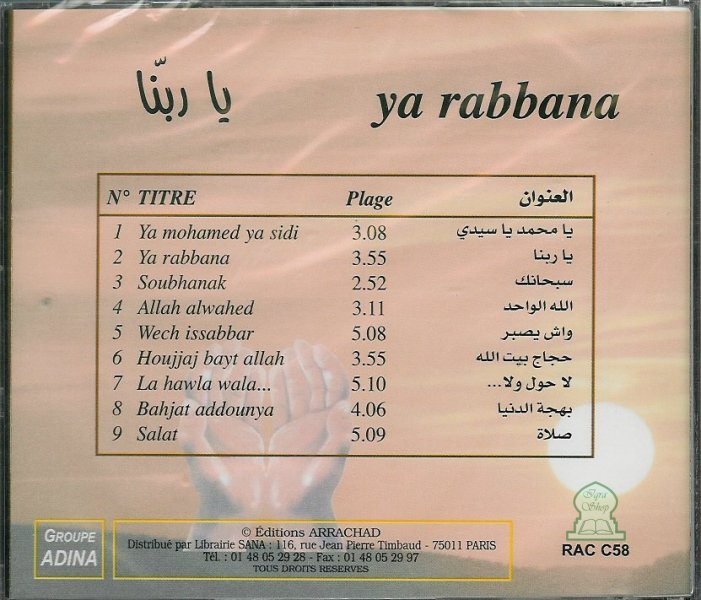 يا ربّنا ya rabbana
N° TITRE Plage العنوان
1 Ya mohamed ya sidi 3.08 يا محمد يا سيدي
2 Ya rabbana 3.55 يا ربنا
3 Soubhanak 2.52 سبحانك
4 Allah alwahed 3.11 الله الواحد
5 Wech issabbar 5.08 واش يصبر
6 Houjjaj bayt allah 3.55 حجاج بيت الله
7 La hawla wala... 5.10 لا حول ولا...
8 Bahjat addounya 4.06 بهجة الدنيا
9 Salat 5.09 صلاة
Iqra
Shop
GROUPE
ADINA
© Éditions ARRACHAD
Distribué par Librairie SANA : 116, rue Jean Pierre Timbaud - 75011 PARIS
Tél. : 01 48 05 29 28 - Fax : 01 48 05 29 97
TOUS DROITS RESERVES
RAC C58